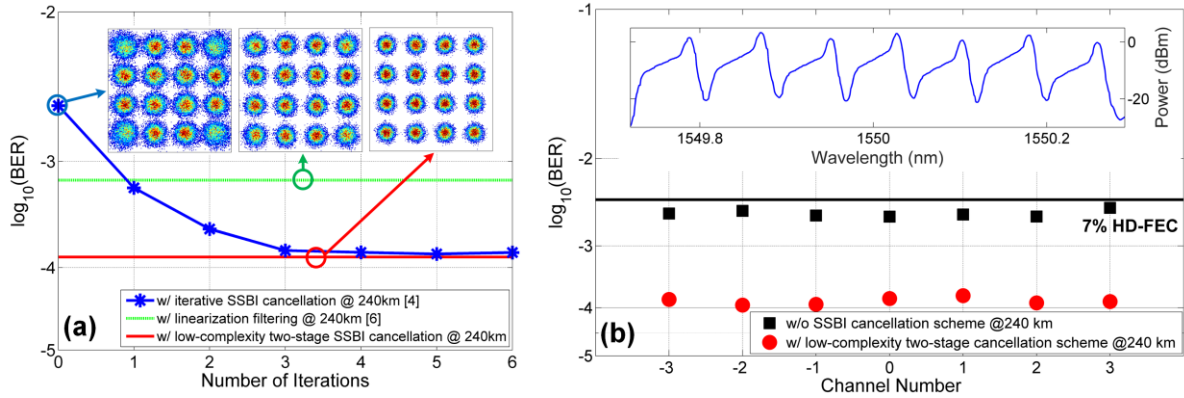 -2
-3
-4
-5
log10(BER)
0 1 2 3 4 5 6
Number of Iterations
(a)
w/ iterative SSBI cancellation @ 240km [4]
w/ linearization filtering @ 240km [6]
w/ low-complexity two-stage SSBI cancellation @ 240km
-1
-2
-3
-4
-5
log10(BER)
0
-20
Power (dBm)
1549.8 1550 1550.2
Wavelength (nm)
7% HD-FEC
(b)
w/o SSBI cancellation scheme @240 km
w/ low-complexity two-stage cancellation scheme @240 km
-3 -2 -1 0 1 2 3
Channel Number